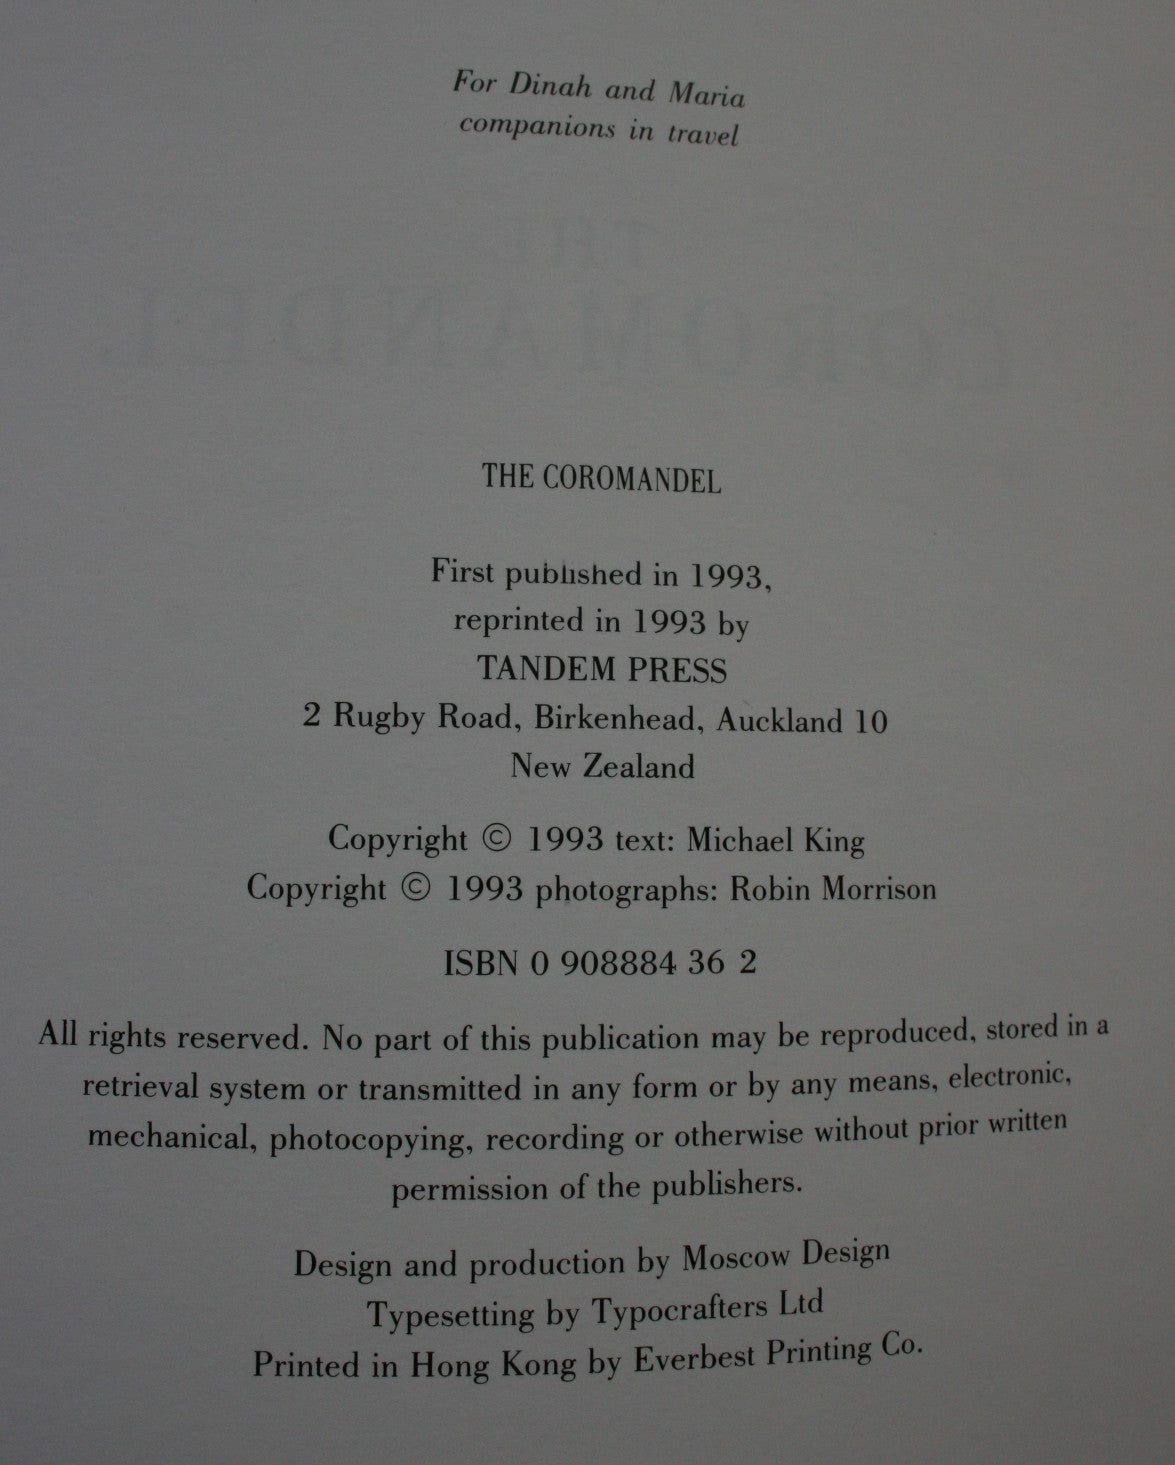 For Dinah and Maria
companions in travel
THE
COROMANDEL
THE COROMANDEL
First published in 1993,
reprinted in 1993 by
TANDEM PRESS
2 Rugby Road, Birkenhead, Auckland 10
New Zealand
Copyright © 1993 text: Michael King
Copyright © 1993 photographs: Robin Morrison
ISBN 0 908884 36 2
All rights reserved. No part of this publication may be reproduced, stored in a
retrieval system or transmitted in any form or by any means, electronic,
mechanical, photocopying, recording or otherwise without prior written
permission of the publishers.
Design and production by Moscow Design
Typesetting by Typocrafters Ltd
Printed in Hong Kong by Everbest Printing Co.